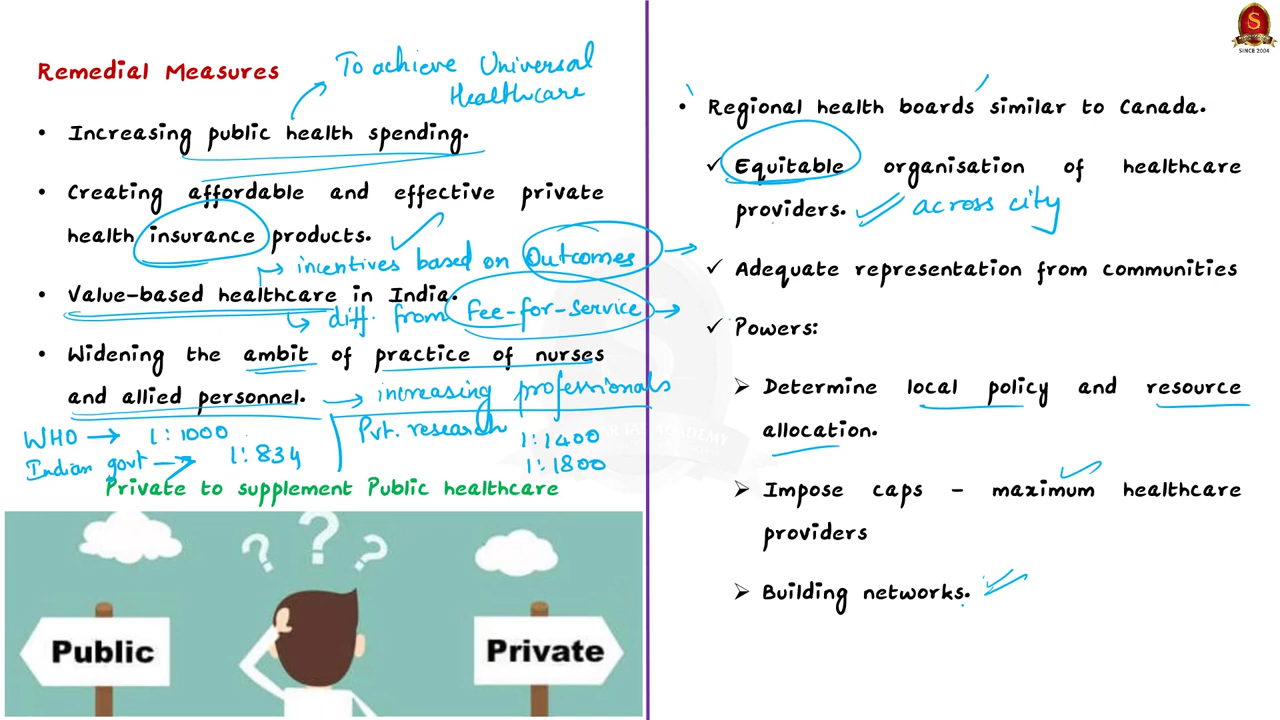 Remedial Measures
To achieve Universal
Healthcare
• Increasing public health spending.
• Creating affordable and effective private
health insurance products.
incentives based on Outcomes
• Value-based healthcare in India.
diff. from Fee-for-Service
• Widening the ambit of practice of nurses
and allied personnel. → increasing professionals
WHO → 1:1000
Indian govt → 1:834
Pvt. research 1:1400
1:1800
Private to supplement Public healthcare
? ? ?
Public
Private
S
SINCE 2004
• Regional health boards similar to Canada.
✓ Equitable organisation of healthcare
providers. across city
✓ Adequate representation from communities
✓ Powers:
➢ Determine local policy and resource
allocation.
➢ Impose caps – maximum healthcare
providers
➢ Building networks.